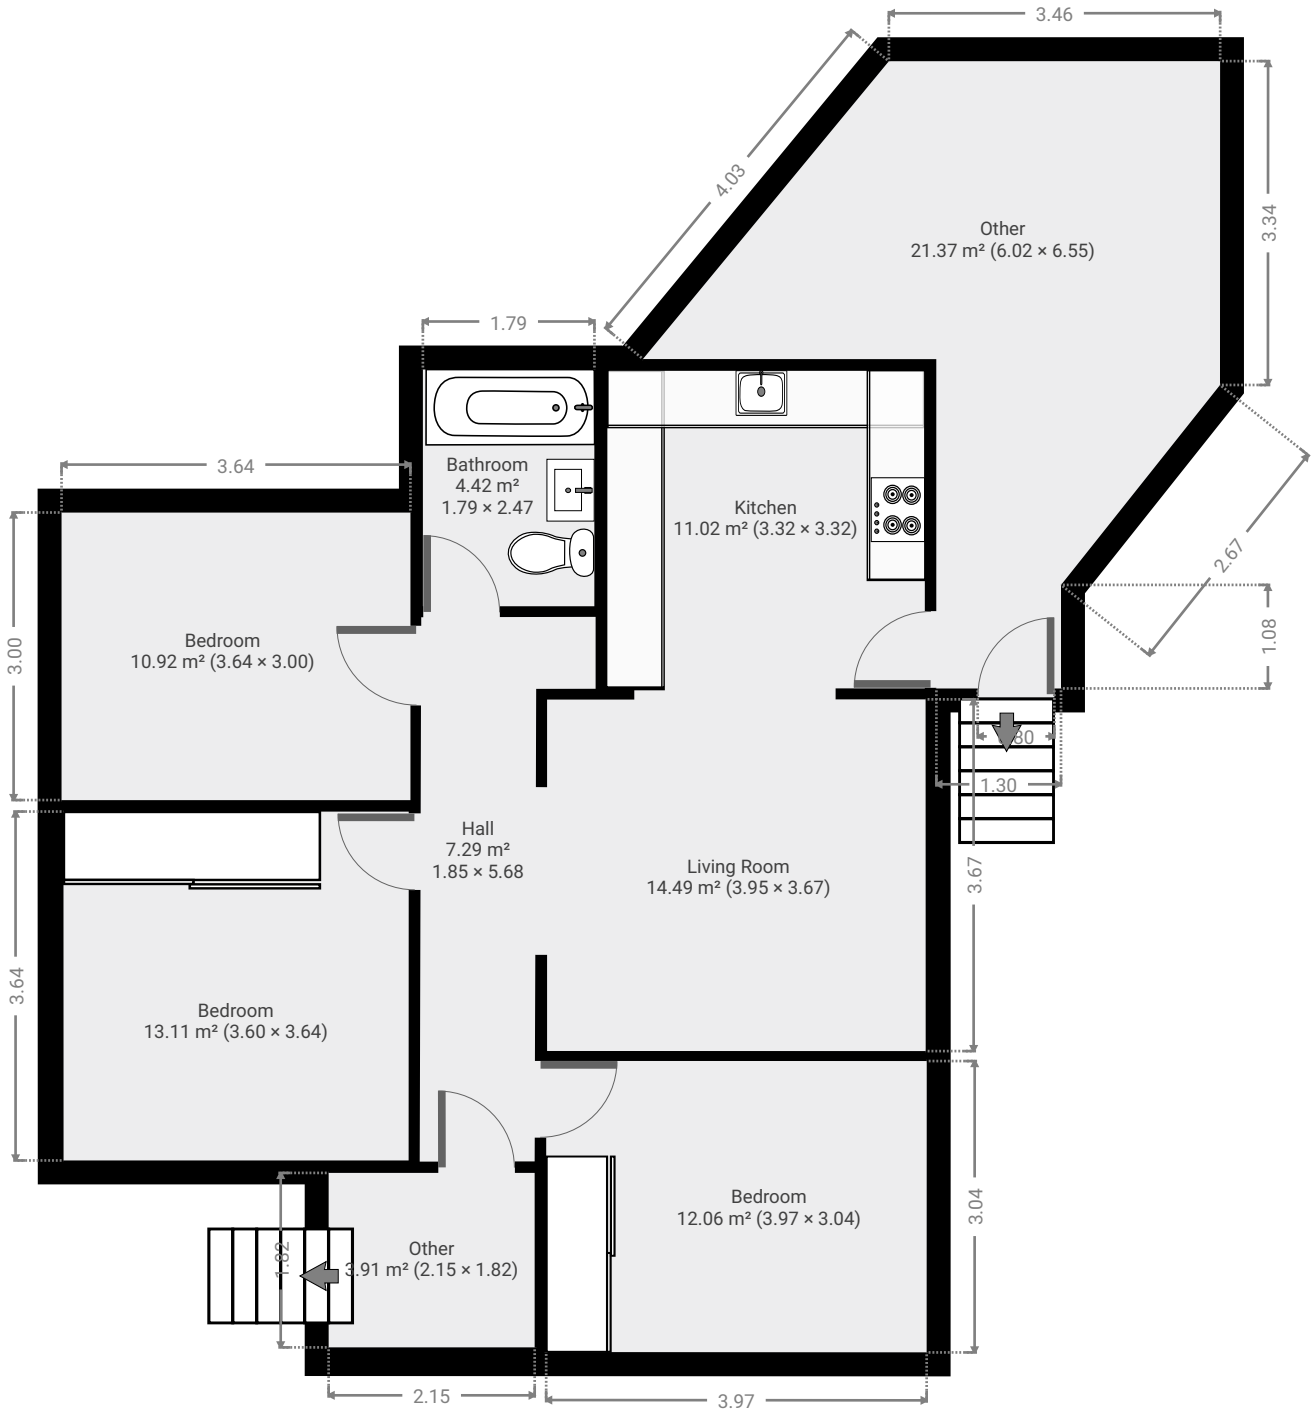 3.46
4.03
3.34
Other
21.37 m² (6.02 × 6.55)
1.79
3.64
Bathroom
4.42 m²
1.79 × 2.47
Kitchen
11.02 m² (3.32 × 3.32)
2.67
1.08
3.00
Bedroom
10.92 m² (3.64 × 3.00)
1.30
Hall
7.29 m²
1.85 × 5.68
Living Room
14.49 m² (3.95 × 3.67)
3.67
3.64
Bedroom
13.11 m² (3.60 × 3.64)
Bedroom
12.06 m² (3.97 × 3.04)
3.04
1.82
Other
3.91 m² (2.15 × 1.82)
2.15
3.97